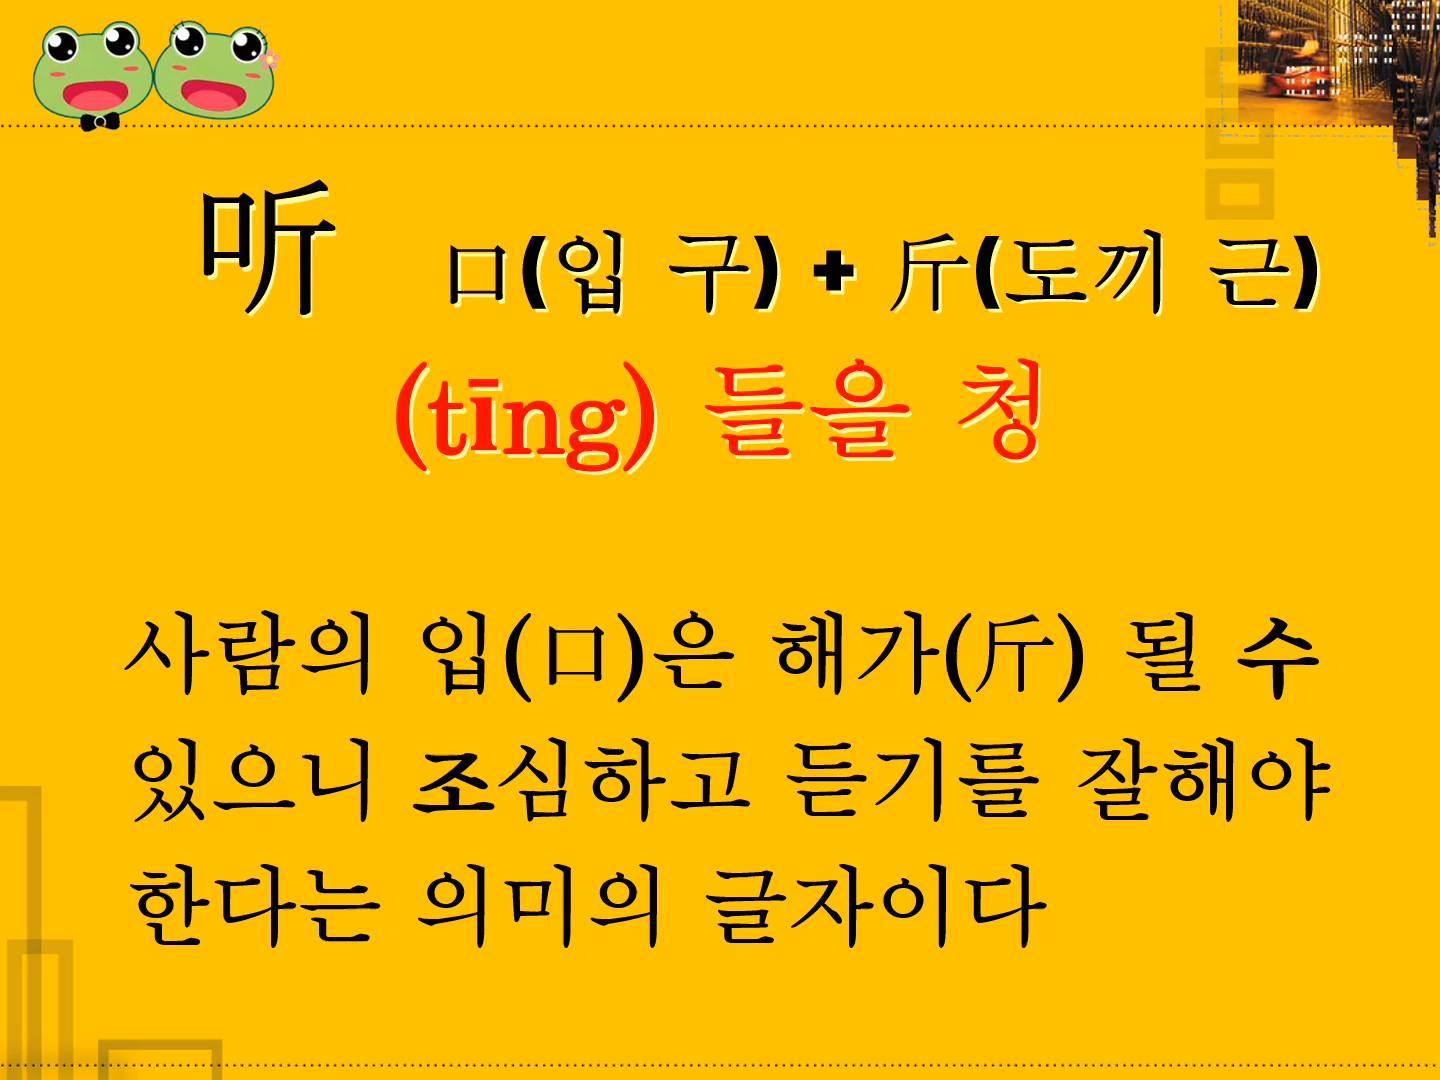 听 口(입 구) + 斤(도끼 근)
(tīng) 들을 청
사람의 입(口)은 해가(斤) 될 수
있으니 조심하고 듣기를 잘해야
한다는 의미의 글자이다